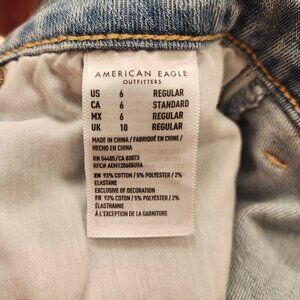 AMERICAN EAGLE
OUTFITTERS
US 6 REGULAR
CA 6 STANDARD
MX 6 REGULAR
UK 10 REGULAR
MADE IN CHINA / FABRIQUÉ EN CHINE /
HECHO EN CHINA
RN 54485/CA 03873
RFC# AEM120605U9A
EN 93% COTTON / 5% POLYESTER / 2%
ELASTANE
EXCLUSIVE OF DECORATION
FR 93% COTON / 5% POLYESTER / 2%
ÉLASTHANNE
À L'EXCEPTION DE LA GARNITURE